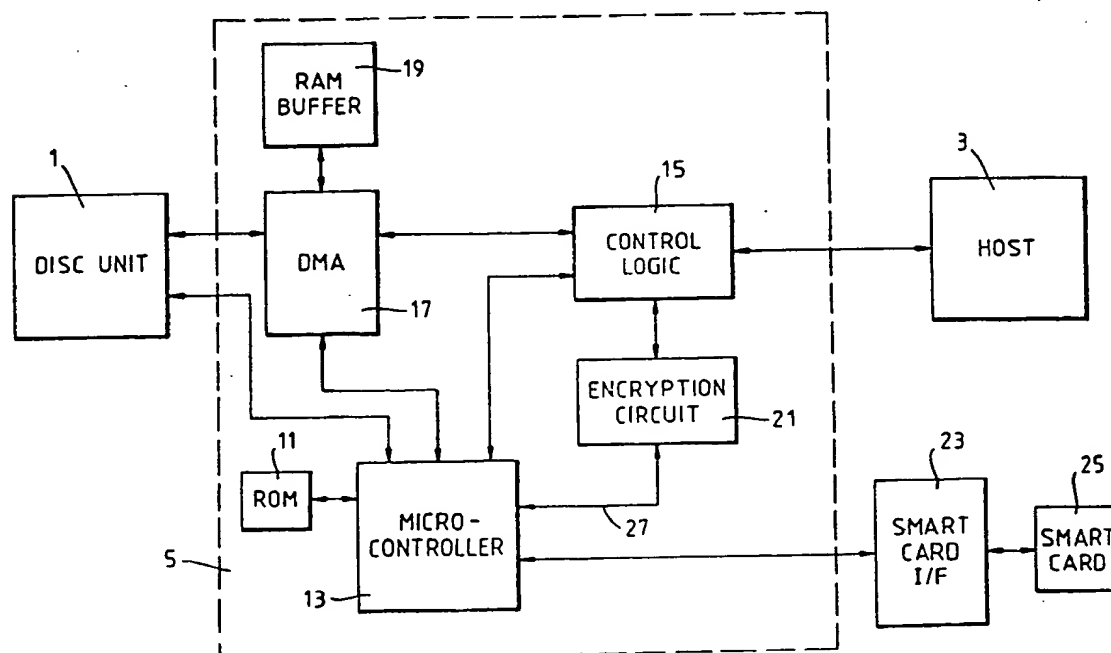 19
RAM
BUFFER
1
DISC UNIT
DMA
17
15
CONTROL
LOGIC
3
HOST
ENCRYPTION
CIRCUIT
21
11
ROM
MICRO-
CONTROLLER
13
27
5
23
SMART
CARD
I/F
25
SMART
CARD